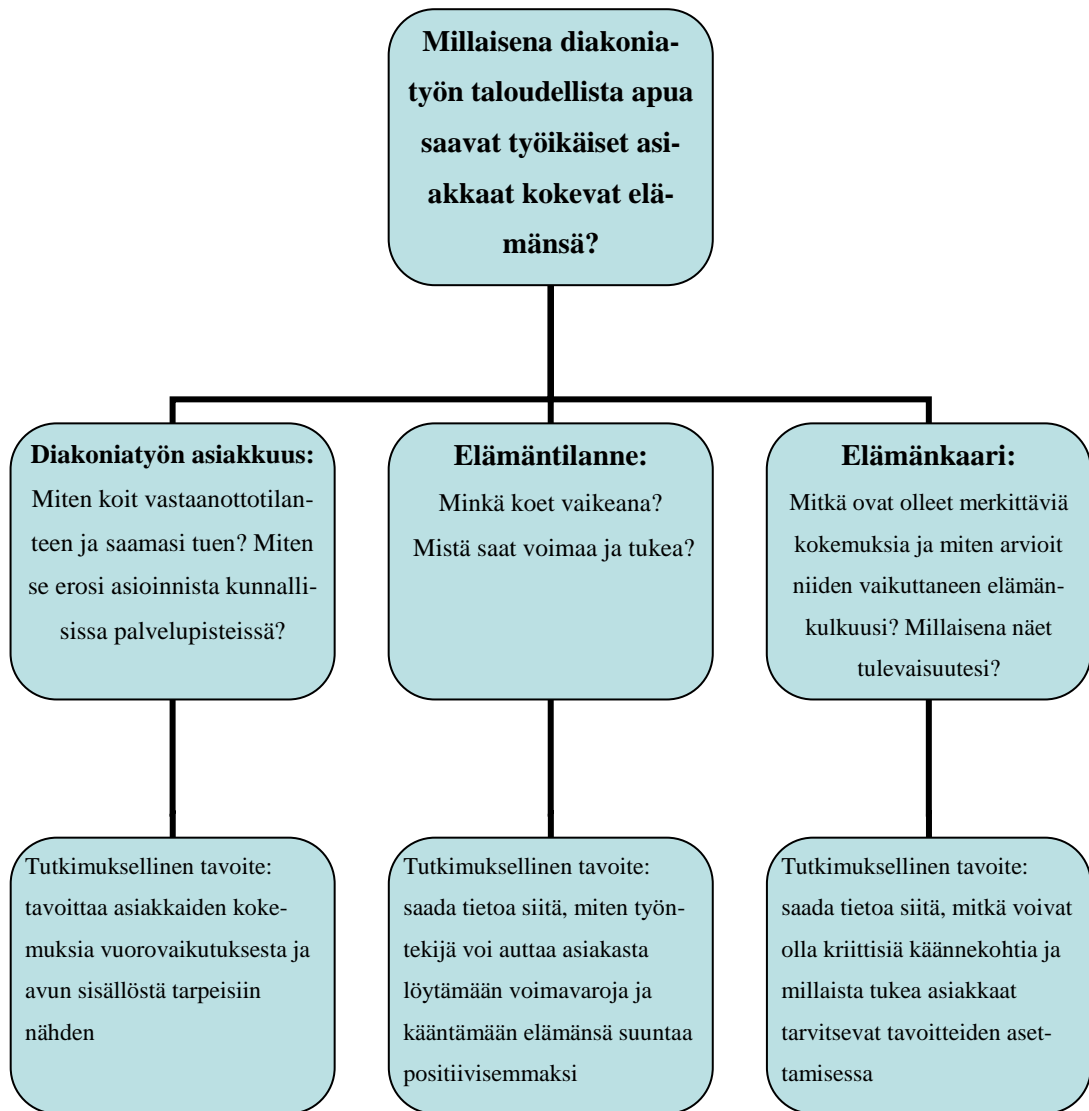 Millaisena diakonia-
työn taloudellista apua
saavat työikäiset asi-
akkaat kokevat elä-
mänsä?
Diakoniatyön asiakkuus:
Miten koit vastaanottotilan-
teen ja saamasi tuen? Miten
se erosi asioinnista kunnalli-
sissa palvelupisteissä?
Elämäntilanne:
Minkä koet vaikeana?
Mistä saat voimaa ja tukea?
Elämänkaari:
Mitkä ovat olleet merkittäviä
kokemuksia ja miten arvioit
niiden vaikuttaneen elämän-
kulkuusi? Millaisena näet
tulevaisuutesi?
Tutkimuksellinen tavoite:
tavoittaa asiakkaiden koke-
muksia vuorovaikutuksesta ja
avun sisällöstä tarpeisiin
nähden
Tutkimuksellinen tavoite:
saada tietoa siitä, miten työn-
tekijä voi auttaa asiakasta
löytämään voimavaroja ja
kääntämään elämänsä suuntaa
positiivisemmaksi
Tutkimuksellinen tavoite:
saada tietoa siitä, mitkä voivat
olla kriittisiä käännekohtia ja
millaista tukea asiakkaat
tarvitsevat tavoitteiden aset-
tamisessa